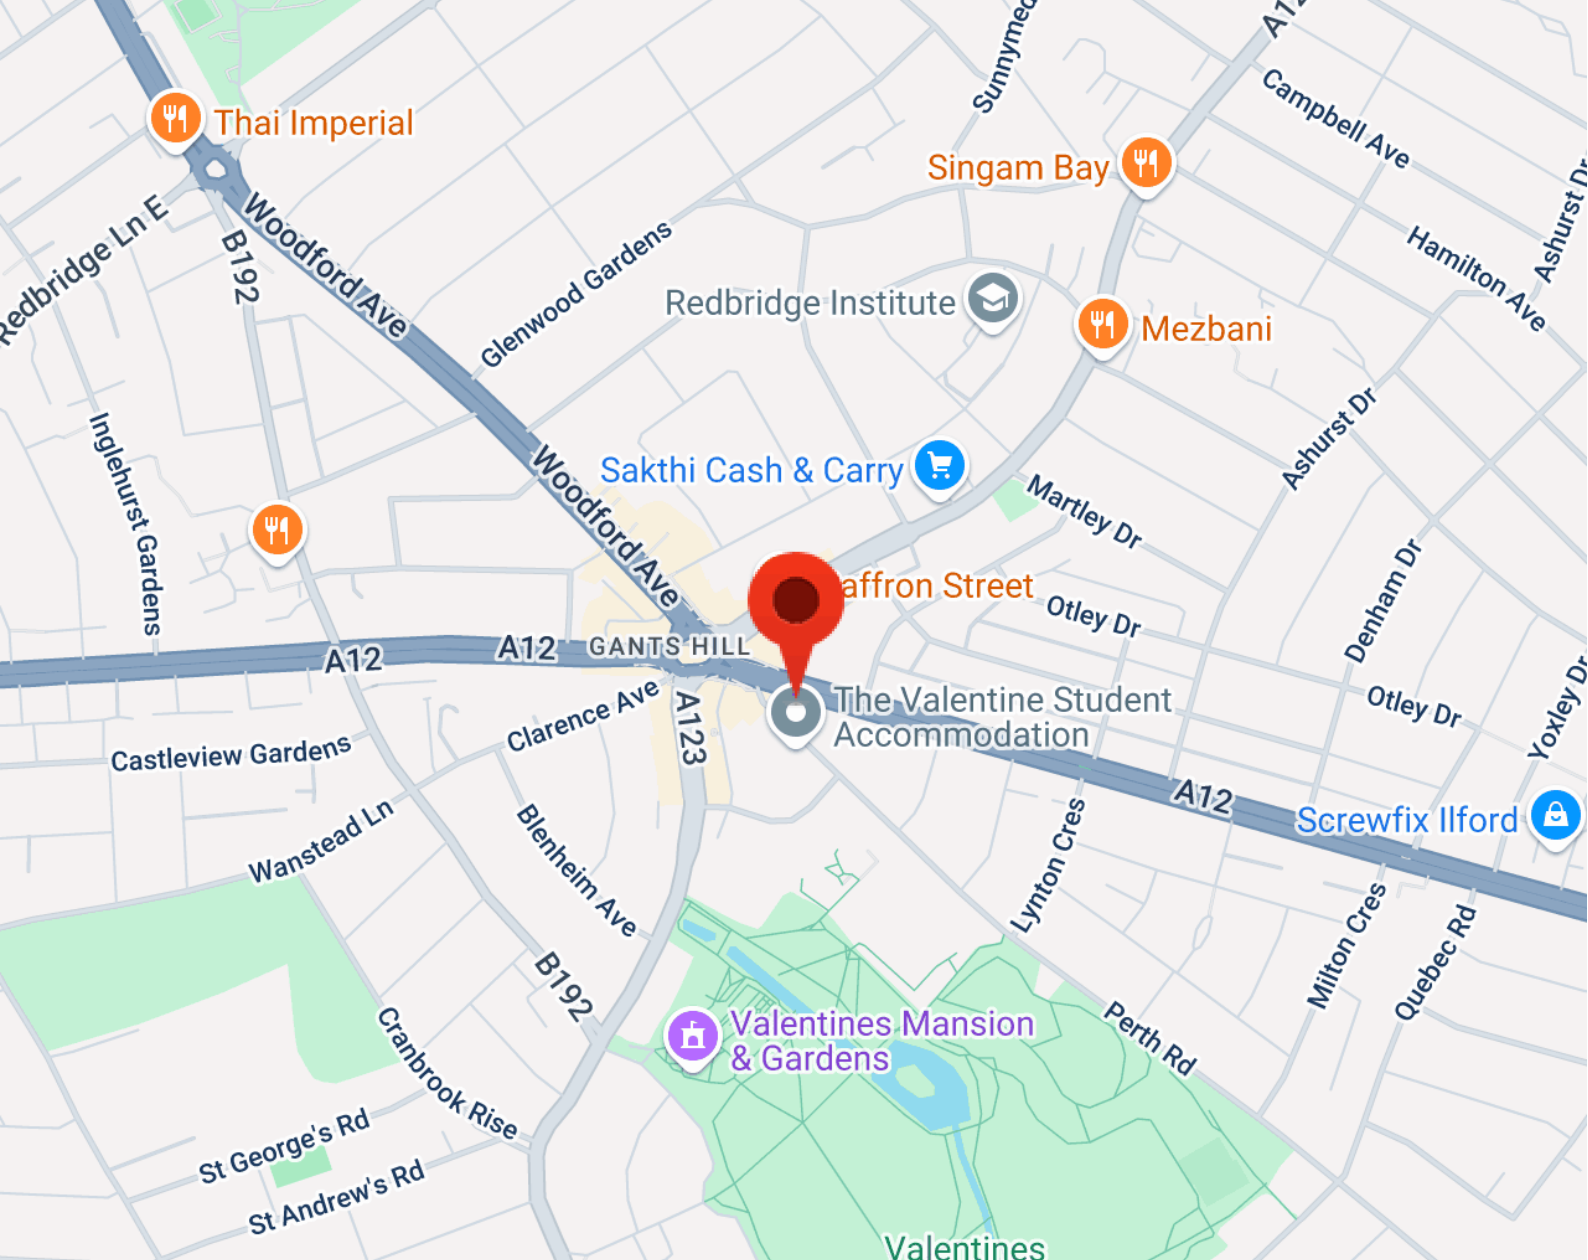 A12
Sunnymed
Campbell Ave
Thai Imperial
Singam Bay
Ashurst Dr
Redbridge Ln E
B192
Woodford Ave
Glenwood Gardens
Hamilton Ave
Redbridge Institute
Mezbani
Inglehurst Gardens
Ashurst Dr
Woodford Ave
Sakthi Cash & Carry
Martley Dr
affron Street
Otley Dr
Denham Dr
A12
A12
GANTS HILL
Clarence Ave
A123
The Valentine Student
Accommodation
Otley Dr
Yoxley Dr
Castleview Gardens
A12
Screwfix Ilford
Wanstead Ln
Blenheim Ave
Lynton Cres
Milton Cres
Quebec Rd
B192
Cranbrook Rise
Valentines Mansion
& Gardens
Perth Rd
St George's Rd
St Andrew's Rd
Valentines